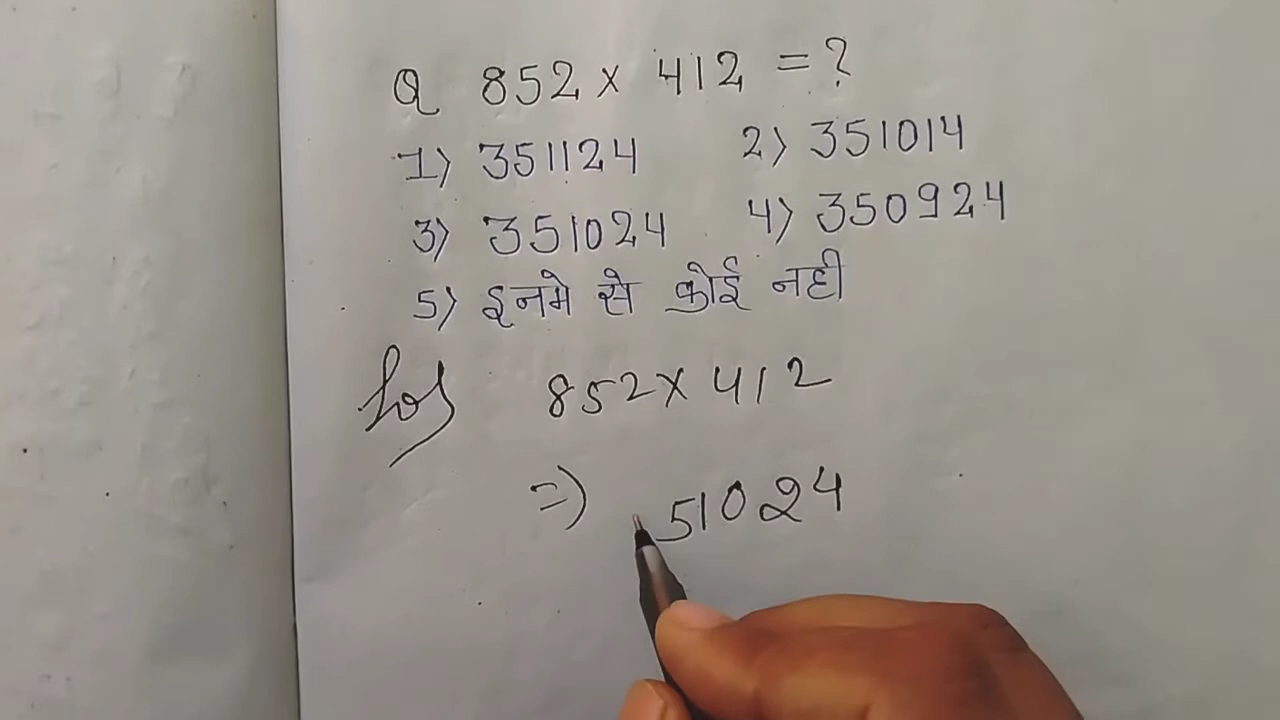 Q 852 × 412 = ?
1) 351124 2) 351014
3) 351024 4) 350924
5) इनमे से कोई नही
Sol 852 × 412
⇒ 51024